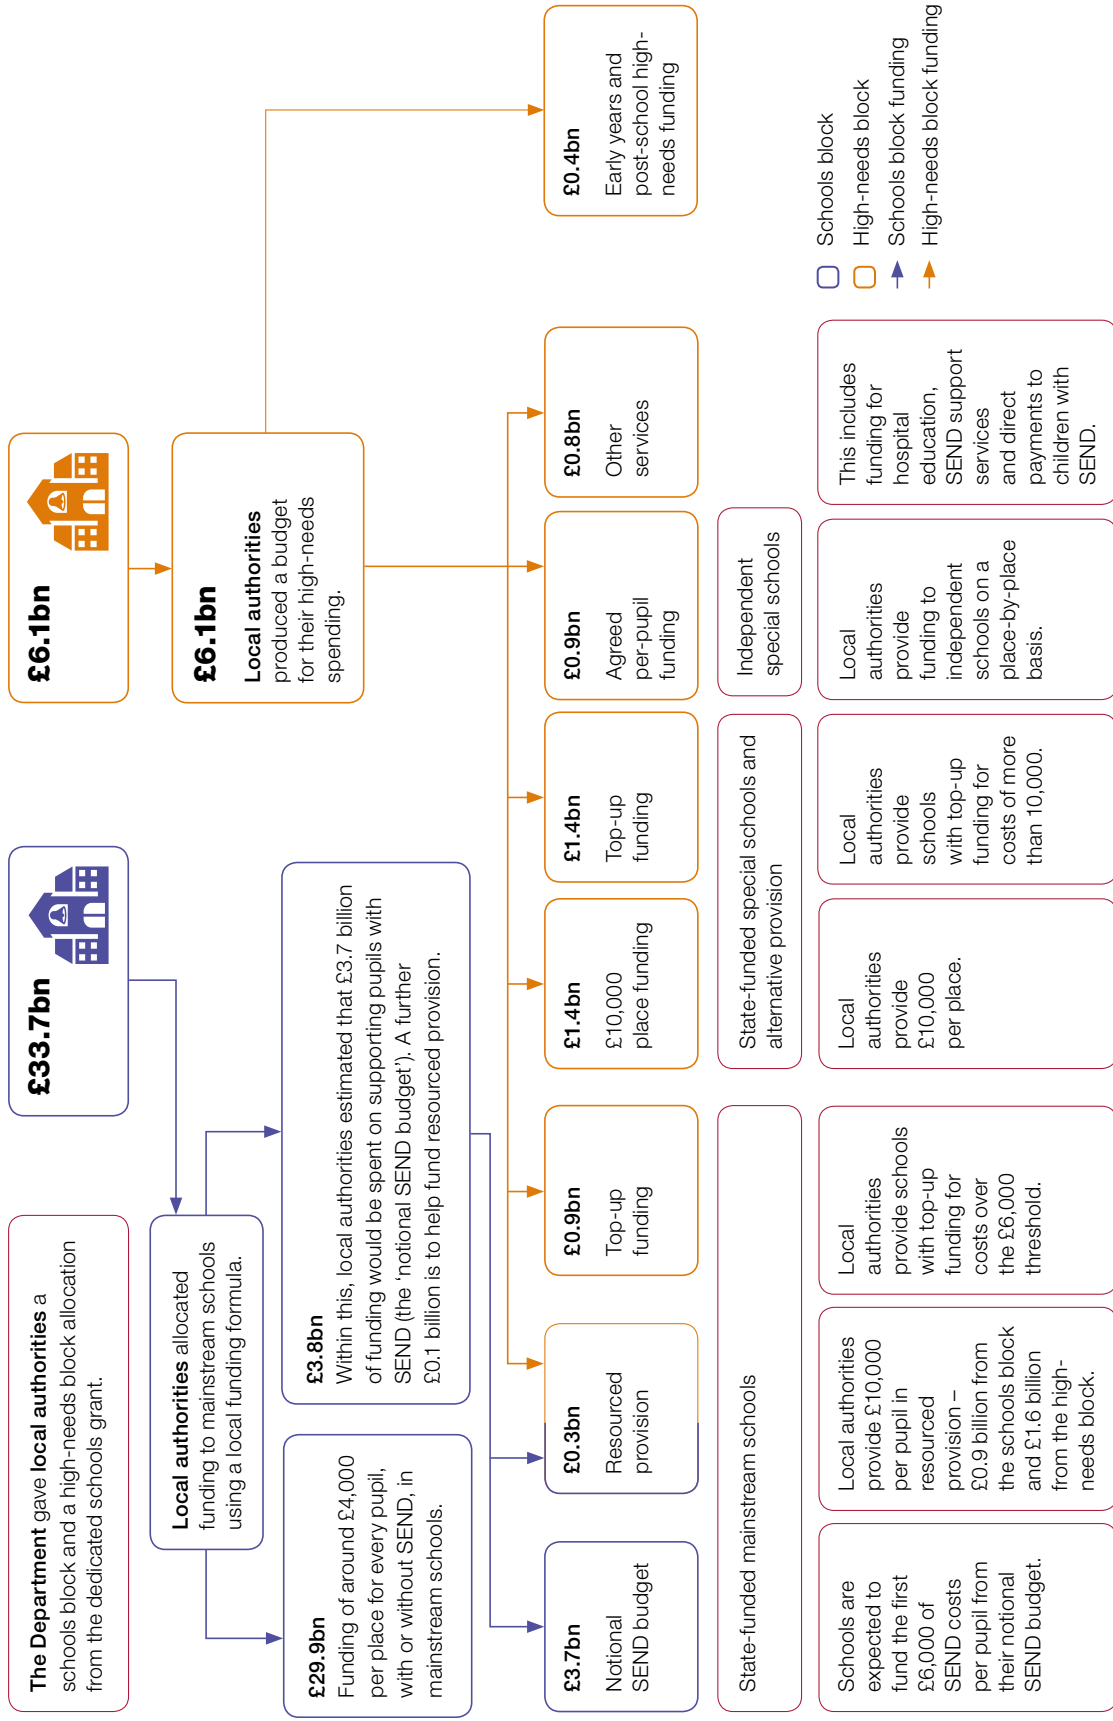 The Department gave local authorities a
schools block and a high-needs block allocation
from the dedicated schools grant.
£33.7bn
£6.1bn
Local authorities allocated
funding to mainstream schools
using a local funding formula.
£6.1bn
Local authorities
produced a budget
for their high-needs
spending.
£29.9bn
Funding of around £4,000
per place for every pupil,
with or without SEND, in
mainstream schools.
£3.8bn
Within this, local authorities estimated that £3.7 billion
of funding would be spent on supporting pupils with
SEND (the ‘notional SEND budget’). A further
£0.1 billion is to help fund resourced provision.
£3.7bn
Notional
SEND budget
£0.3bn
Resourced
provision
£0.9bn
Top-up
funding
£1.4bn
£10,000
place funding
£1.4bn
Top-up
funding
£0.9bn
Agreed
per-pupil
funding
£0.8bn
Other
services
£0.4bn
Early years and
post-school high-
needs funding
State-funded mainstream schools
State-funded special schools and
alternative provision
Independent
special schools
Schools are
expected to
fund the first
£6,000 of
SEND costs
per pupil from
their notional
SEND budget.
Local authorities
provide £10,000
per pupil in
resourced
provision –
£0.9 billion from
the schools block
and £1.6 billion
from the high-
needs block.
Local
authorities
provide schools
with top-up
funding for
costs over
the £6,000
threshold.
Local
authorities
provide
£10,000
per place.
Local
authorities
provide
schools
with top-up
funding for
costs of more
than 10,000.
Local
authorities
provide
funding to
independent
schools on a
place-by-place
basis.
This includes
funding for
hospital
education,
SEND support
services
and direct
payments to
children with
SEND.
Schools block
High-needs block
Schools block funding
High-needs block funding